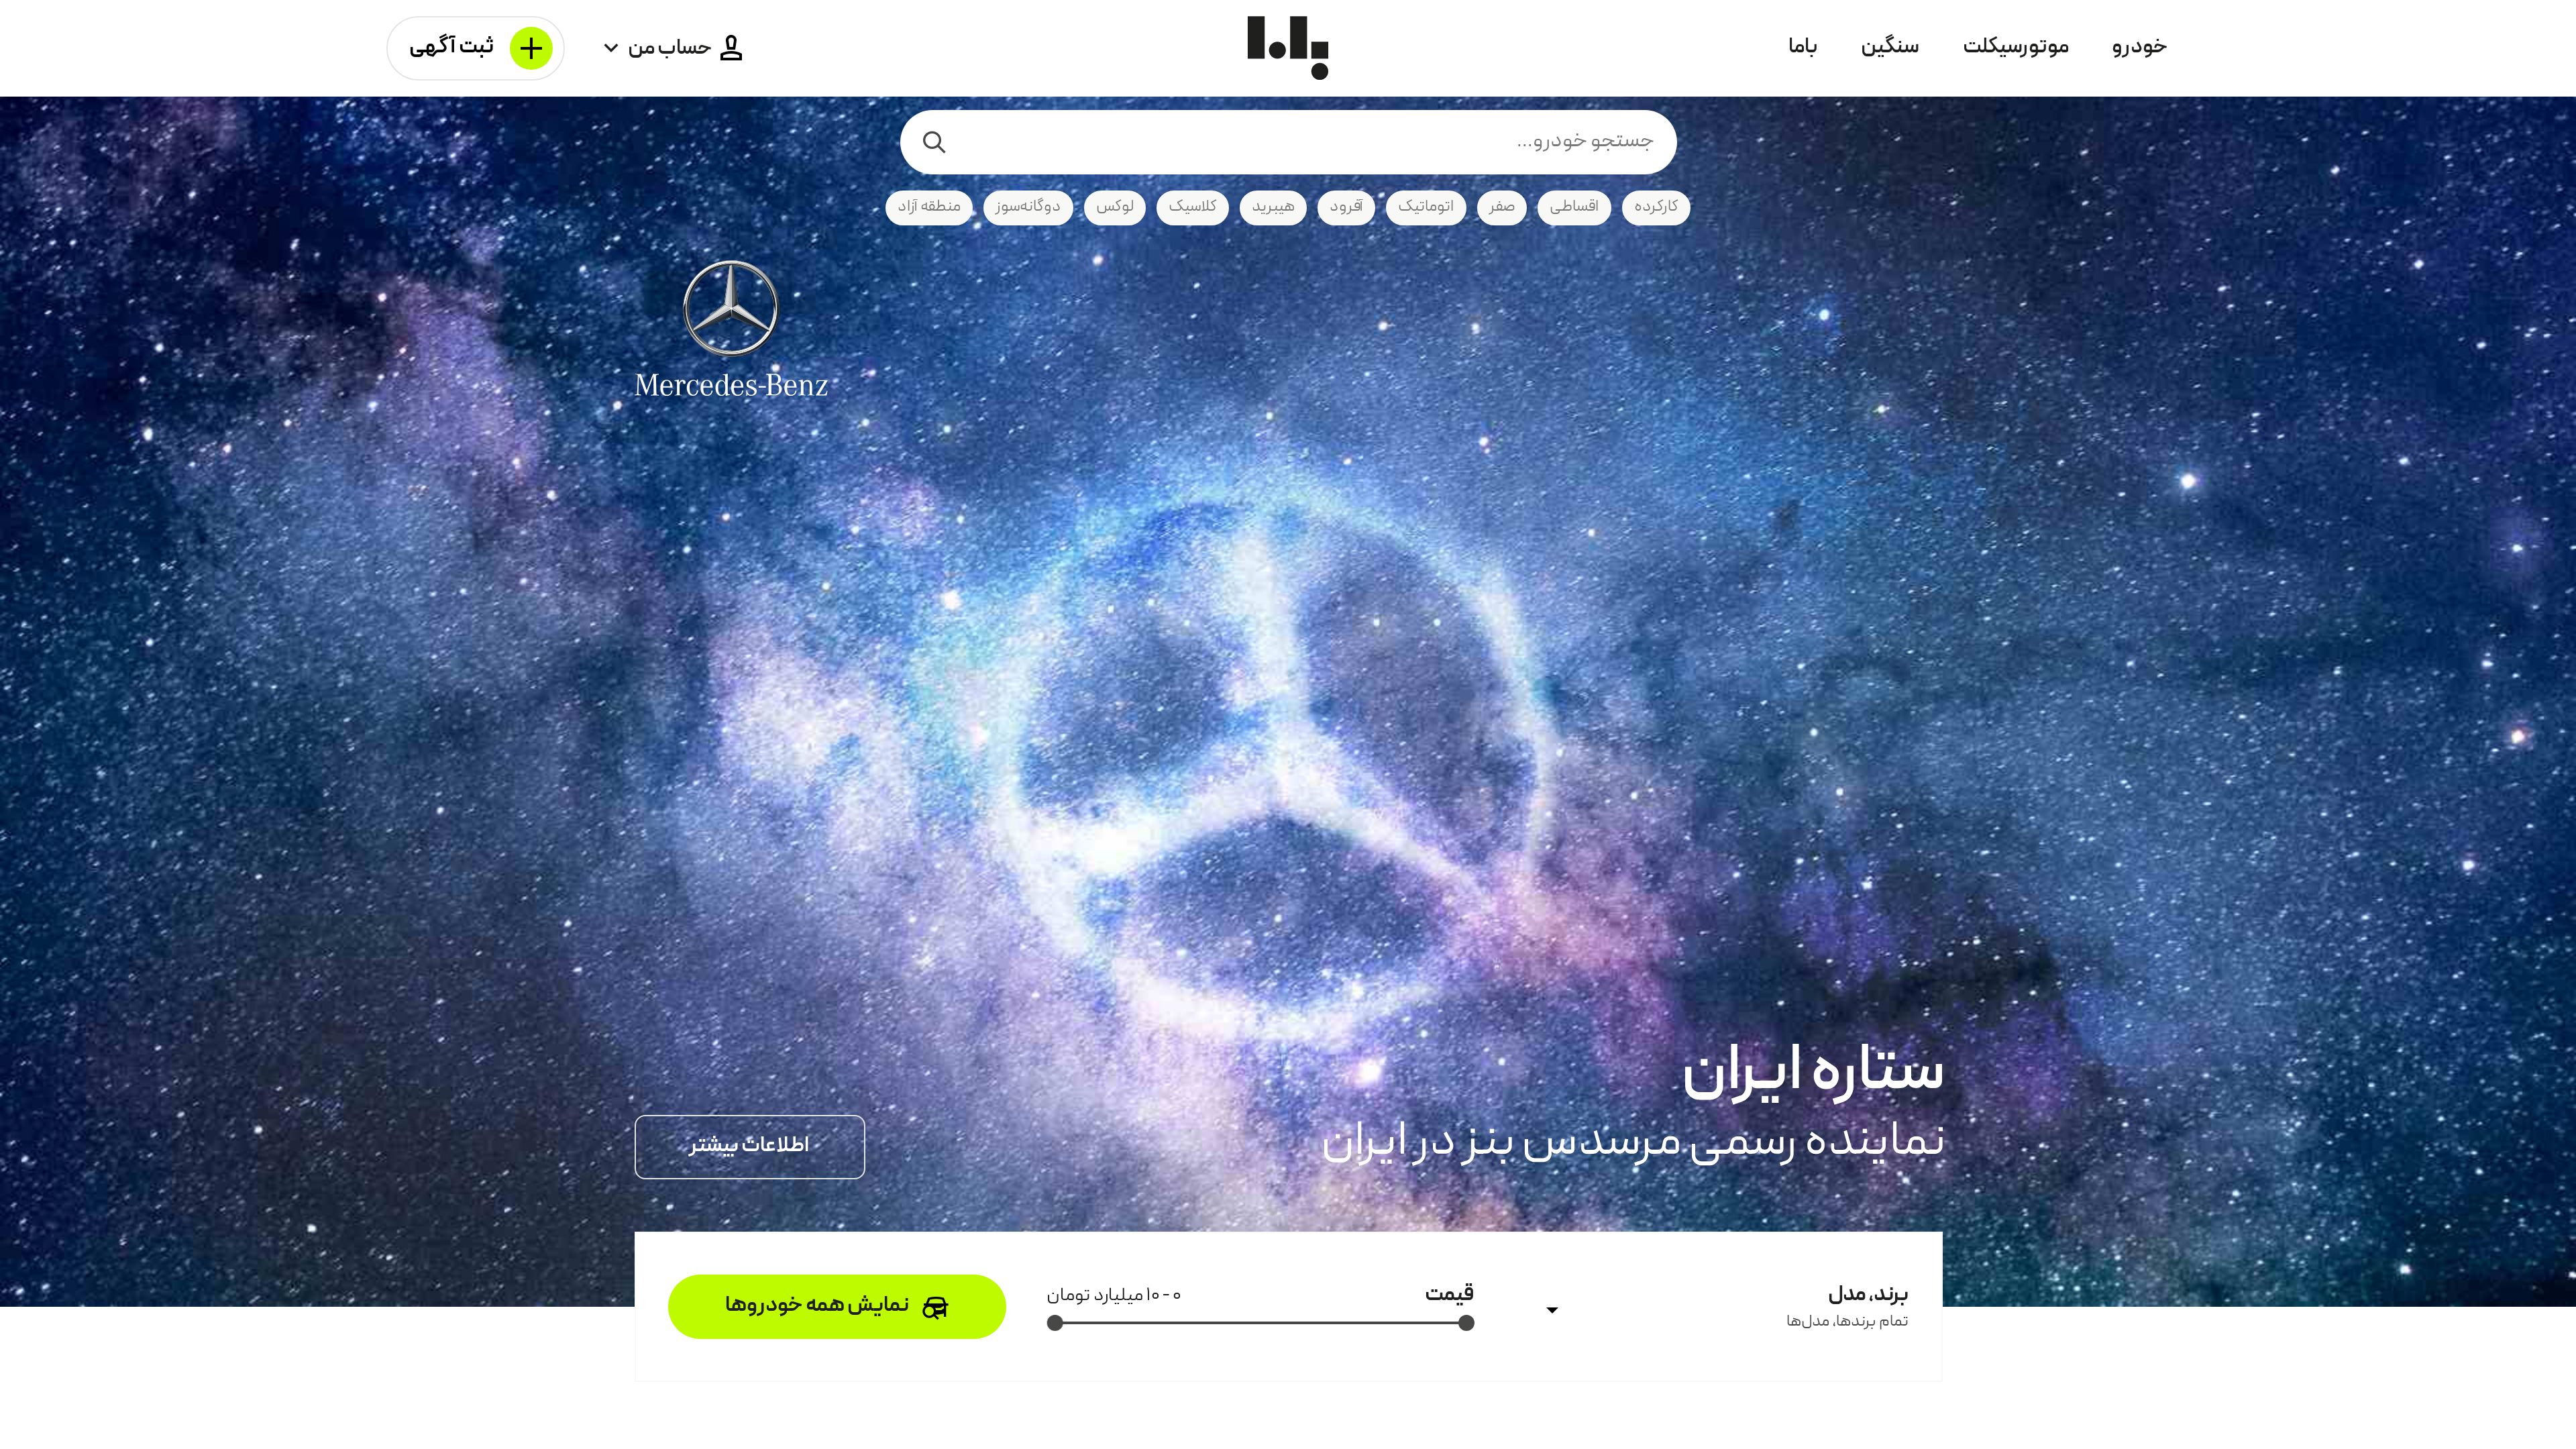 خودرو
موتورسیکلت
سنگین
باما
باما
حساب من
ثبت آگهی
جستجو خودرو...
کارکرده
اقساطی
صفر
اتوماتیک
آفرود
هیبرید
کلاسیک
لوکس
دوگانه‌سوز
منطقه آزاد
Mercedes-Benz
ستاره ایران
نماینده رسمی مرسدس بنز در ایران
اطلاعات بیشتر
برند، مدل
تمام برندها، مدل‌ها
قیمت
۰ - ۱۰ میلیارد تومان
نمایش همه خودروها